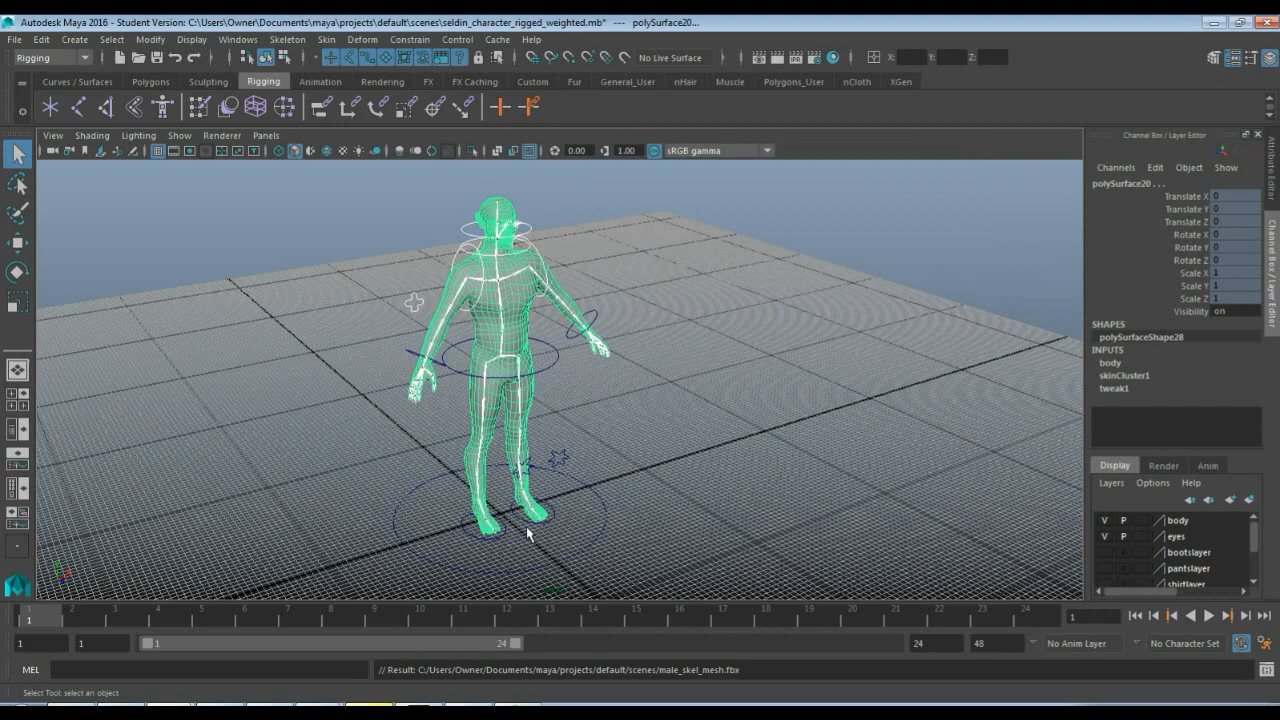 Autodesk Maya 2016 - Student Version: C:\Users\Owner\Documents\maya\projects\default\scenes\seldin_character_rigged_weighted.mb* --- polySurface20...
File Edit Create Select Modify Display Windows Skeleton Skin Deform Constrain Control Cache Help
Rigging No Live Surface X: Y: Z:
Curves / Surfaces Polygons Sculpting Rigging Animation Rendering FX FX Caching Custom Fur General_User nHair Muscle Polygons_User nCloth XGen
View Shading Lighting Show Renderer Panels
0.00 1.00 sRGB gamma
Channel Box / Layer Editor
Channels Edit Object Show
polySurface20 . . .
Translate X 0
Translate Y 0
Translate Z 0
Rotate X 0
Rotate Y 0
Rotate Z 0
Scale X 1
Scale Y 1
Scale Z 1
Visibility on
SHAPES
polySurfaceShape28
INPUTS
body
skinCluster1
tweak1
Attribute Editor
Channel Box / Layer Editor
Display Render Anim
Layers Options Help
V P body
V P eyes
bootslayer
pantslayer
shirtlayer
1 2 3 4 5 6 7 8 9 10 11 12 13 14 15 16 17 18 19 20 21 22 23 24
1 1
1 1 1 24 24 48 No Anim Layer No Character Set
MEL // Result: C:/Users/Owner/Documents/maya/projects/default/scenes/male_skel_mesh.fbx
Select Tool: select an object